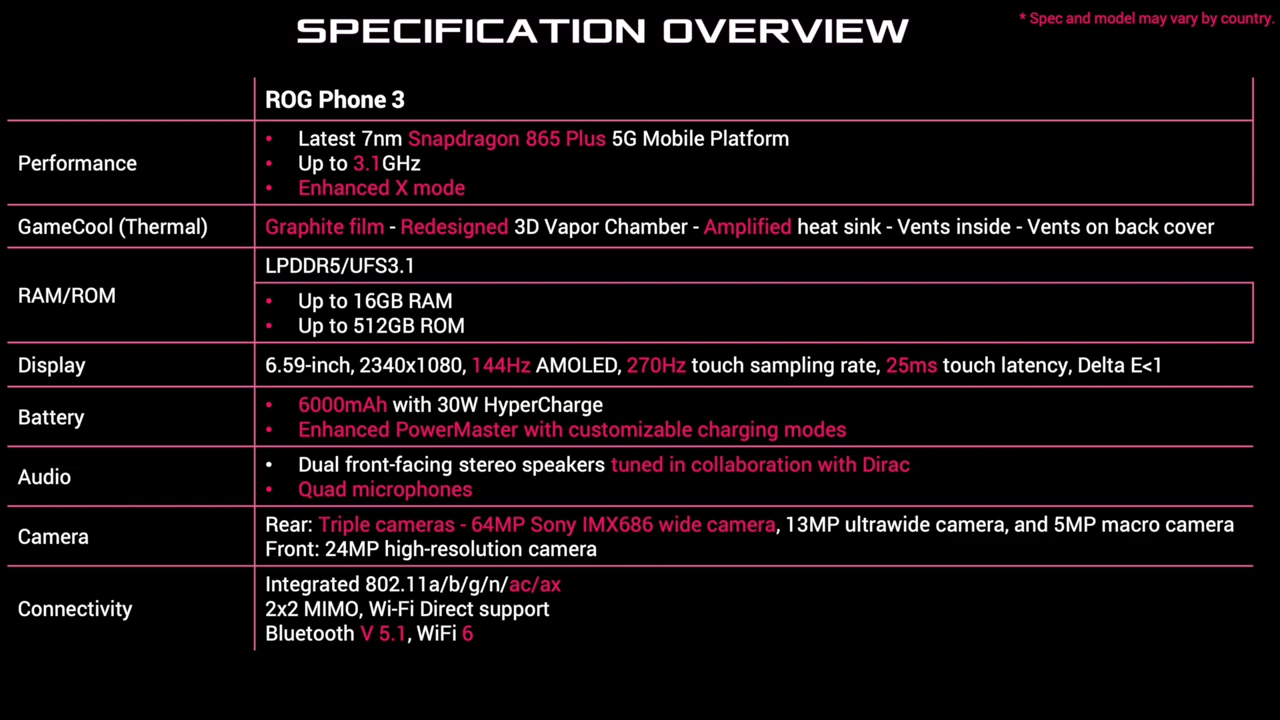 SPECIFICATION OVERVIEW
* Spec and model may vary by country.
ROG Phone 3
Performance
• Latest 7nm Snapdragon 865 Plus 5G Mobile Platform
• Up to 3.1GHz
• Enhanced X mode
GameCool (Thermal)
Graphite film - Redesigned 3D Vapor Chamber - Amplified heat sink - Vents inside - Vents on back cover
RAM/ROM
LPDDR5/UFS3.1
• Up to 16GB RAM
• Up to 512GB ROM
Display
6.59-inch, 2340x1080, 144Hz AMOLED, 270Hz touch sampling rate, 25ms touch latency, Delta E<1
Battery
• 6000mAh with 30W HyperCharge
• Enhanced PowerMaster with customizable charging modes
Audio
• Dual front-facing stereo speakers tuned in collaboration with Dirac
• Quad microphones
Camera
Rear: Triple cameras - 64MP Sony IMX686 wide camera, 13MP ultrawide camera, and 5MP macro camera
Front: 24MP high-resolution camera
Connectivity
Integrated 802.11a/b/g/n/ac/ax
2x2 MIMO, Wi-Fi Direct support
Bluetooth V 5.1, WiFi 6